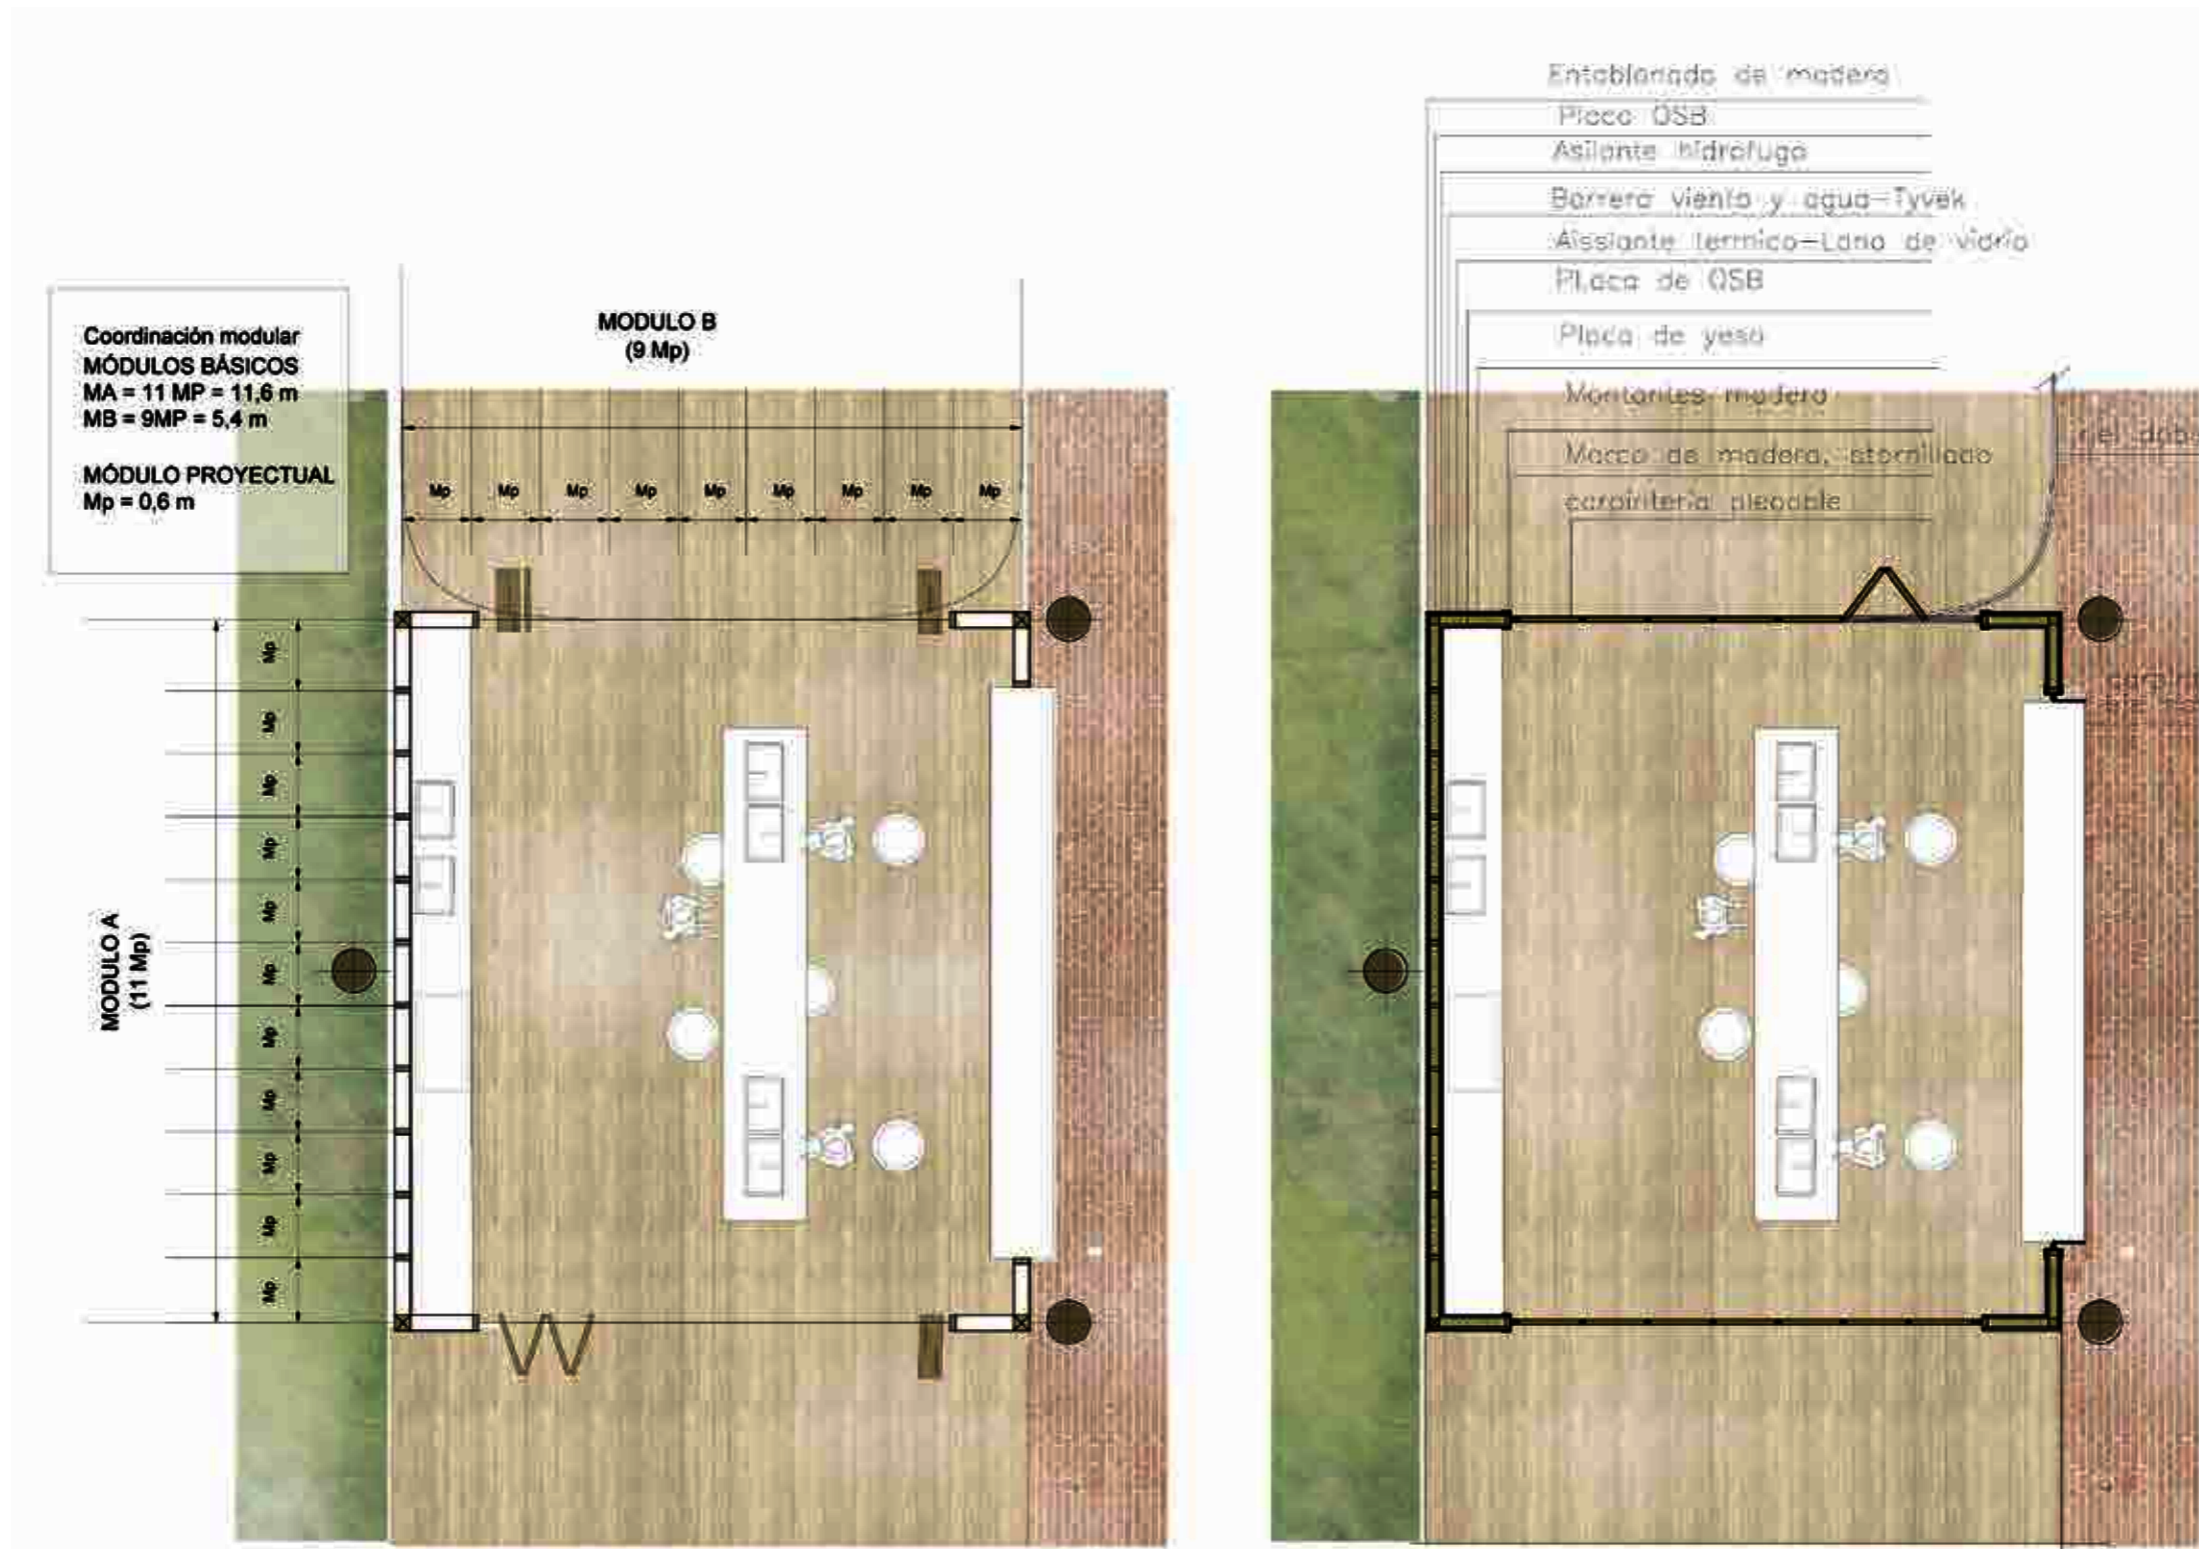 Coordinación modular
MÓDULOS BÁSICOS
MA = 11 MP = 11,6 m
MB = 9MP = 5,4 m
MÓDULO PROYECTUAL
Mp = 0,6 m
MODULO B
(9 Mp)
Mp Mp Mp Mp Mp Mp Mp Mp Mp
MODULO A
(11 Mp)
Mp
Mp
Mp
Mp
Mp
Mp
Mp
Mp
Mp
Mp
Mp
Entablonado de madera
Placa OSB
Asilante hidrofugo
Barrera viento y agua-Tyvek
Aisslante termico-Lana de vidrio
PLaca de OSB
Placa de yeso
Montantes madera
Marco de madera, atornillado
carpinteria plegable